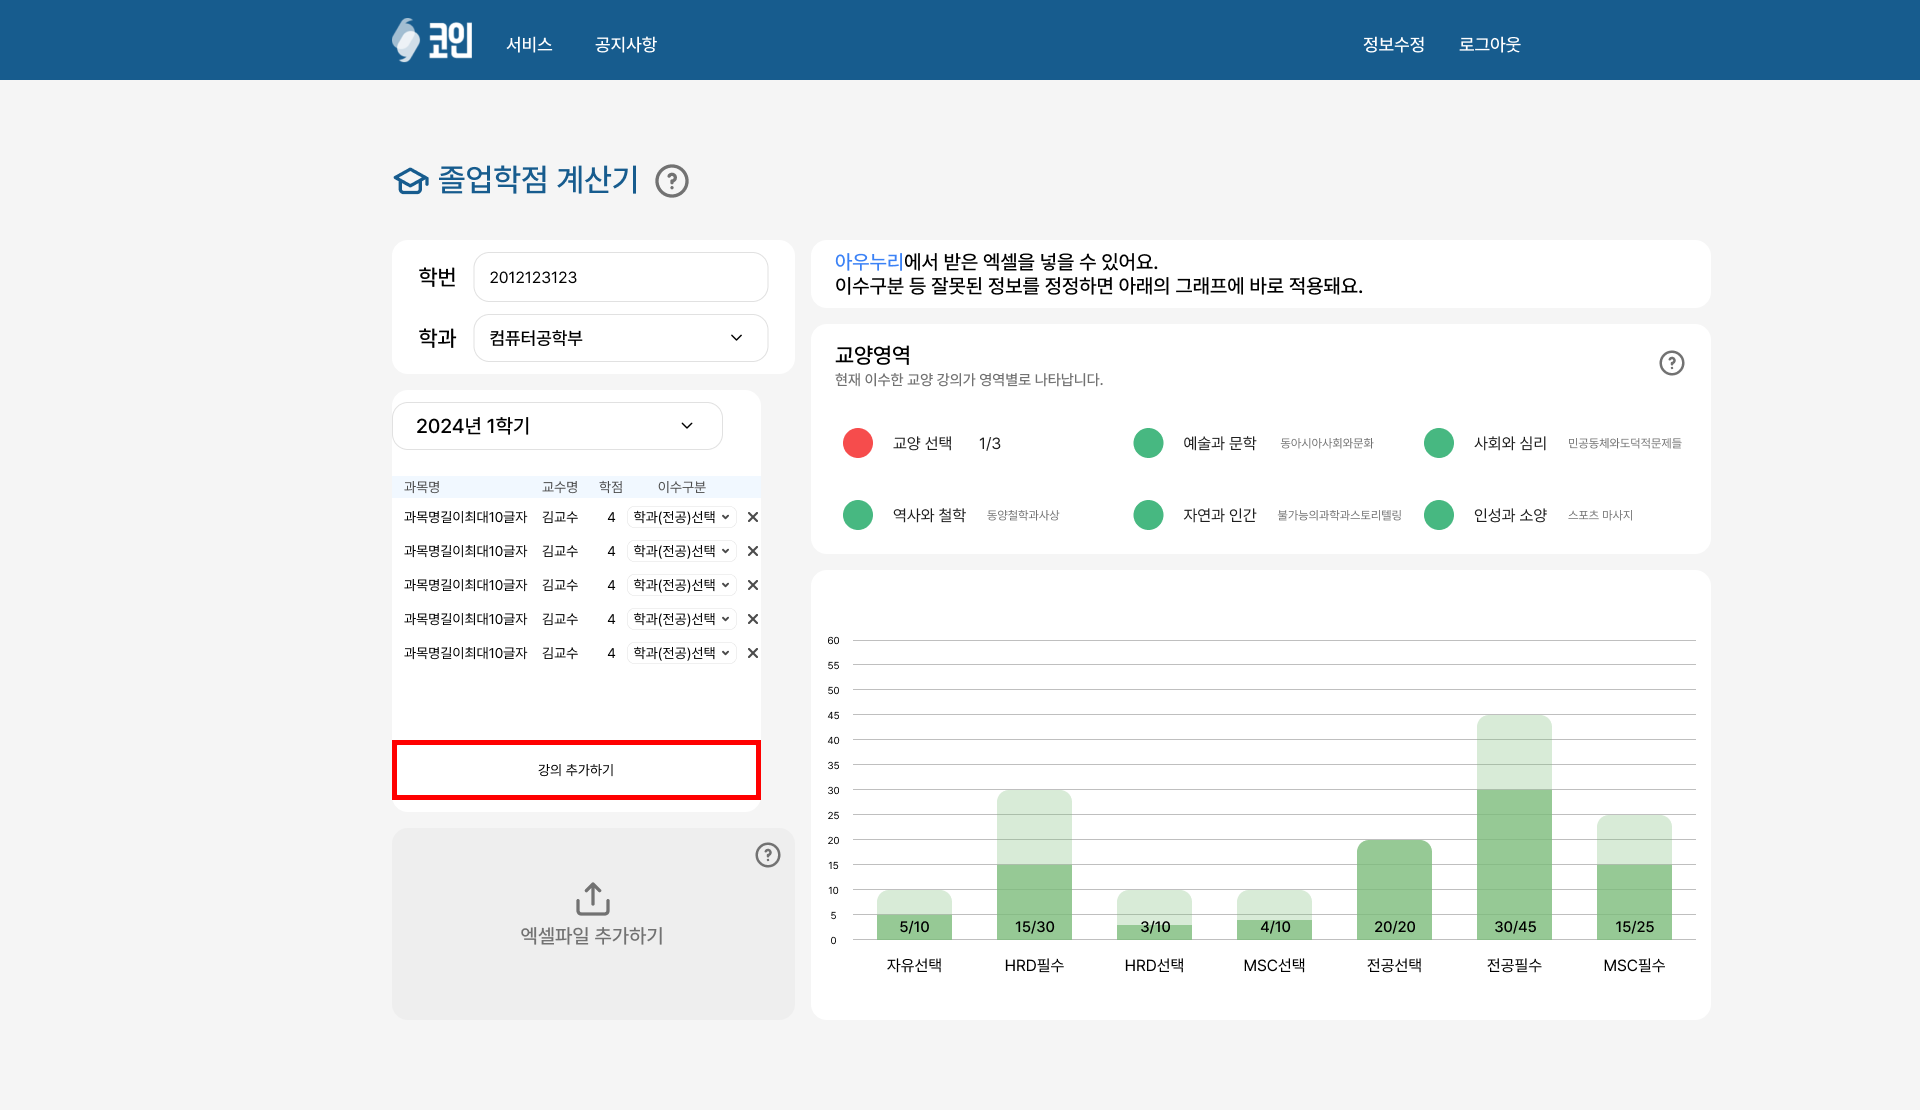 코인
서비스
공지사항
정보수정
로그아웃
졸업학점 계산기
학번
2012123123
학과
컴퓨터공학부
2024년 1학기
과목명 교수명 학점 이수구분
과목명길이최대10글자 김교수 4 학과(전공)선택
과목명길이최대10글자 김교수 4 학과(전공)선택
과목명길이최대10글자 김교수 4 학과(전공)선택
과목명길이최대10글자 김교수 4 학과(전공)선택
과목명길이최대10글자 김교수 4 학과(전공)선택
강의 추가하기
?
엑셀파일 추가하기
아우누리에서 받은 엑셀을 넣을 수 있어요.
이수구분 등 잘못된 정보를 정정하면 아래의 그래프에 바로 적용돼요.
교양영역
현재 이수한 교양 강의가 영역별로 나타납니다.
교양 선택 1/3
예술과 문학 동아시아사회와문화
사회와 심리 민공동체와도덕적문제들
역사와 철학 동양철학과사상
자연과 인간 불가능의과학과스토리텔링
인성과 소양 스포츠 마사지
60
55
50
45
40
35
30
25
20
15
10
5
0
5/10 15/30 3/10 4/10 20/20 30/45 15/25
자유선택 HRD필수 HRD선택 MSC선택 전공선택 전공필수 MSC필수